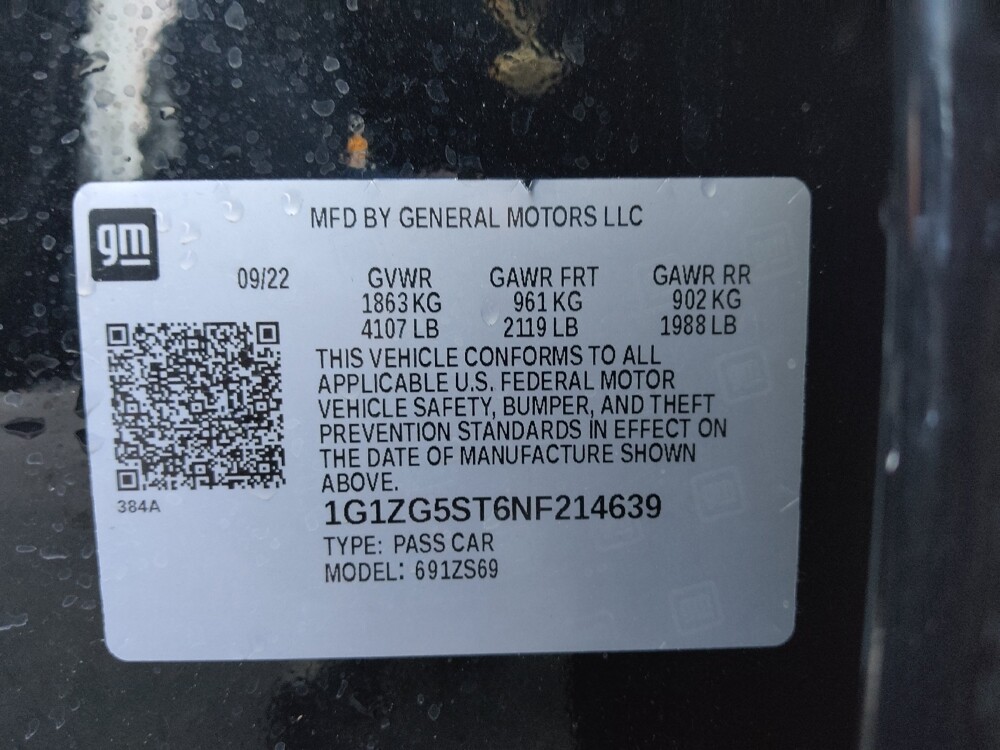 MFD BY GENERAL MOTORS LLC
gm
09/22 GVWR GAWR FRT GAWR RR
1863 KG 961 KG 902 KG
4107 LB 2119 LB 1988 LB
THIS VEHICLE CONFORMS TO ALL
APPLICABLE U.S. FEDERAL MOTOR
VEHICLE SAFETY, BUMPER, AND THEFT
PREVENTION STANDARDS IN EFFECT ON
THE DATE OF MANUFACTURE SHOWN
ABOVE.
384A
1G1ZG5ST6NF214639
TYPE: PASS CAR
MODEL: 691ZS69